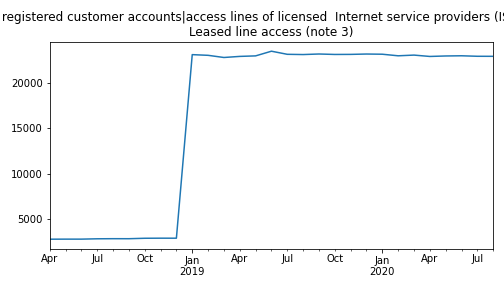 registered customer accounts|access lines of licensed Internet service providers
Leased line access (note 3)
20000
15000
10000
5000
Apr Jul Oct Jan Apr Jul Oct Jan Apr Jul
2019 2020